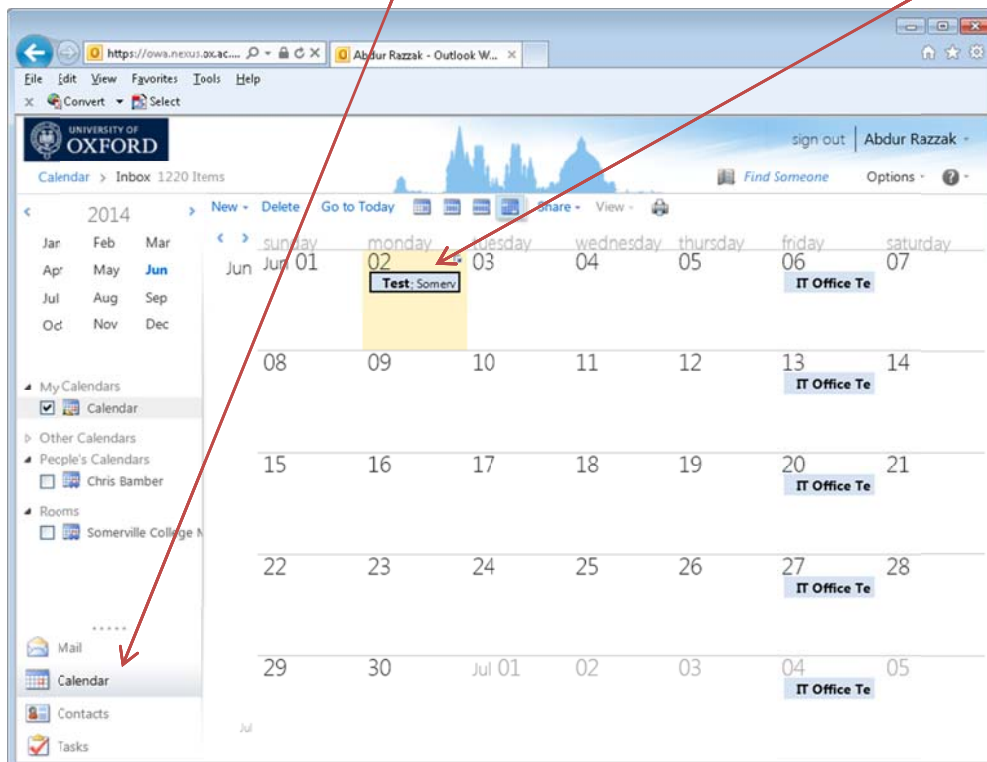 https://owa.nexus.ox.ac....
Abdur Razzak - Outlook W...
File Edit View Favorites Tools Help
x Convert Select
UNIVERSITY OF
OXFORD
sign out | Abdur Razzak
Calendar > Inbox 1220 Items
Find Someone Options
2014
New Delete Go to Today Share View
Jar Feb Mar
Apr May Jun
Jul Aug Sep
Oct Nov Dec
sunday monday tuesday wednesday thursday friday saturday
Jun Jun 01 02 03 04 05 06 07
Test; Somerv IT Office Te
08 09 10 11 12 13 14
IT Office Te
My Calendars
Calendar
Other Calendars
People's Calendars
Chris Bamber
Rooms
Somerville College M
15 16 17 18 19 20 21
IT Office Te
22 23 24 25 26 27 28
IT Office Te
29 30 Jul 01 02 03 04 05
IT Office Te
Jul
Mail
Calendar
Contacts
Tasks